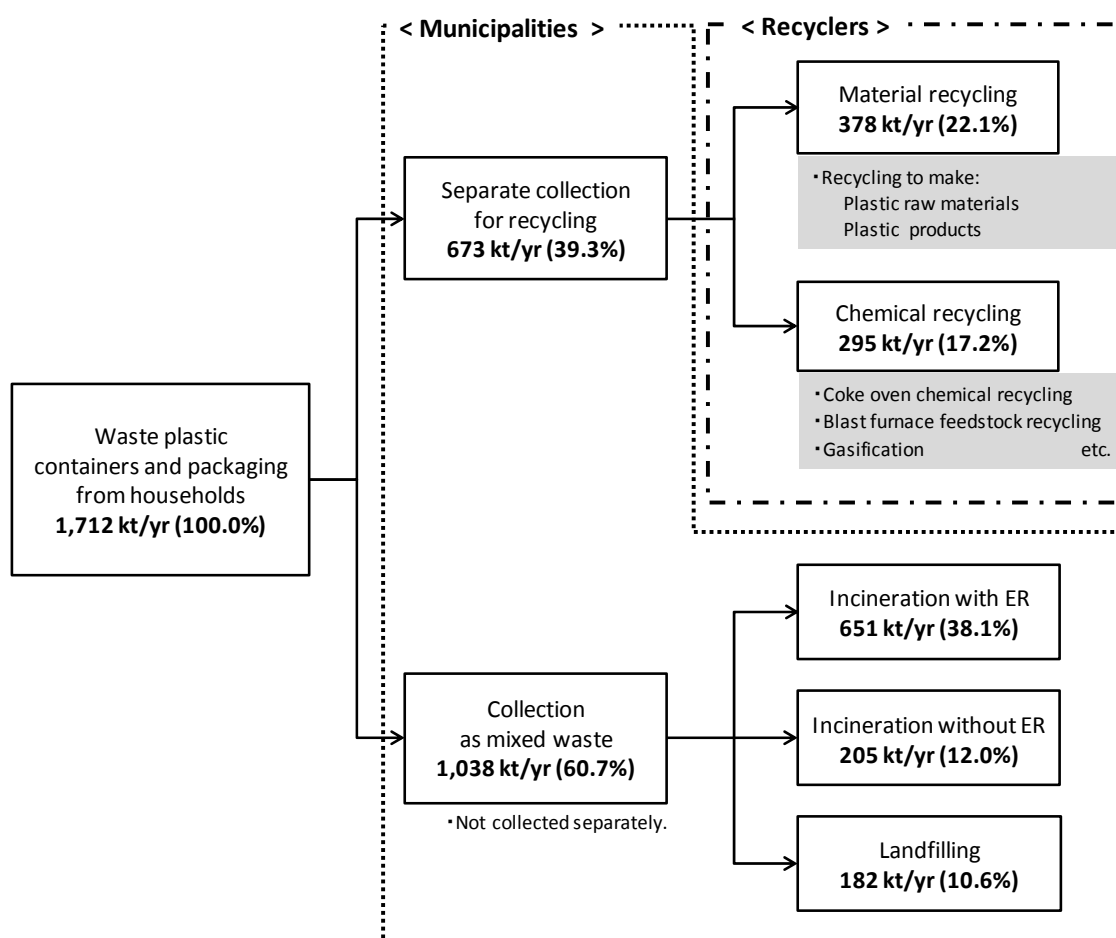 < Municipalities >
< Recyclers >
Material recycling
378 kt/yr (22.1%)
・Recycling to make:
Plastic raw materials
Plastic products
Separate collection
for recycling
673 kt/yr (39.3%)
Chemical recycling
295 kt/yr (17.2%)
・Coke oven chemical recycling
・Blast furnace feedstock recycling
・Gasification etc.
Waste plastic
containers and packaging
from households
1,712 kt/yr (100.0%)
Incineration with ER
651 kt/yr (38.1%)
Collection
as mixed waste
1,038 kt/yr (60.7%)
・Not collected separately.
Incineration without ER
205 kt/yr (12.0%)
Landfilling
182 kt/yr (10.6%)